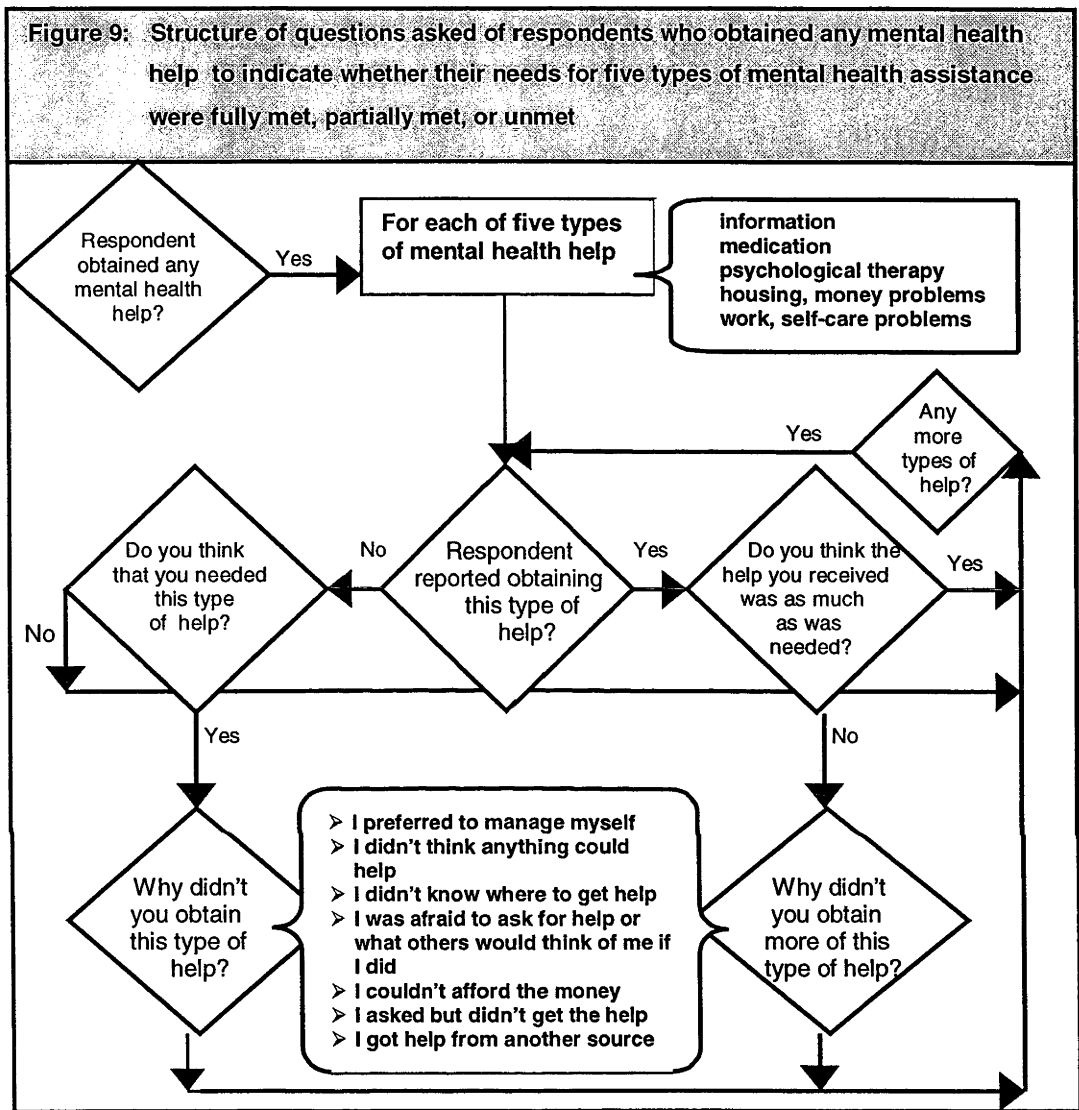 Figure 9: Structure of questions asked of respondents who obtained any mental health
help to indicate whether their needs for five types of mental health assistance
were fully met, partially met, or unmet
Respondent
obtained any
mental health
help?
Yes
For each of five types
of mental health help
information
medication
psychological therapy
housing, money problems
work, self-care problems
Any
more
types of
help?
Yes
Do you think
that you needed
this type
of help?
No
Respondent
reported obtaining
this type of
help?
Yes
Do you think the
help you received
was as much
as was
needed?
Yes
No
Yes
No
Why didn't
you obtain
this type of
help?
➢ I preferred to manage myself
➢ I didn't think anything could
help
➢ I didn't know where to get help
➢ I was afraid to ask for help or
what others would think of me if
I did
➢ I couldn't afford the money
➢ I asked but didn't get the help
➢ I got help from another source
Why didn't
you obtain
more of this
type of help?